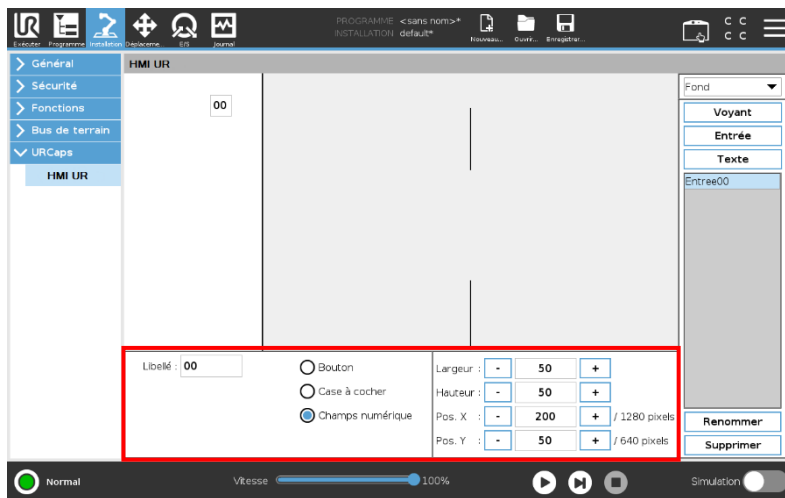 UR
PROGRAMME <sans nom>*
INSTALLATION default*
Exécuter
Programme
Installation
Déplaceme...
E/S
Journal
Nouveau...
Ouvrir...
Enregistrer...
C C
C C
Général
Sécurité
Fonctions
Bus de terrain
URCaps
HMI UR
HMI UR
00
Fond
Voyant
Entrée
Texte
Entree00
Renommer
Supprimer
Libellé : 00
Bouton
Case à cocher
Champs numérique
Largeur : - 50 +
Hauteur : - 50 +
Pos. X : - 200 + / 1280 pixels
Pos. Y : - 50 + / 640 pixels
Normal
Vitesse 100%
Simulation